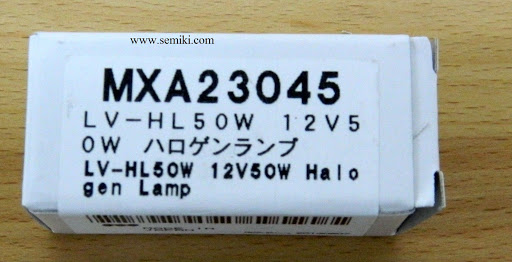 www.semiki.com
MXA23045
LV-HL50W 12V5
0W ハロゲンランプ
LV-HL50W 12V50W Halo
gen Lamp